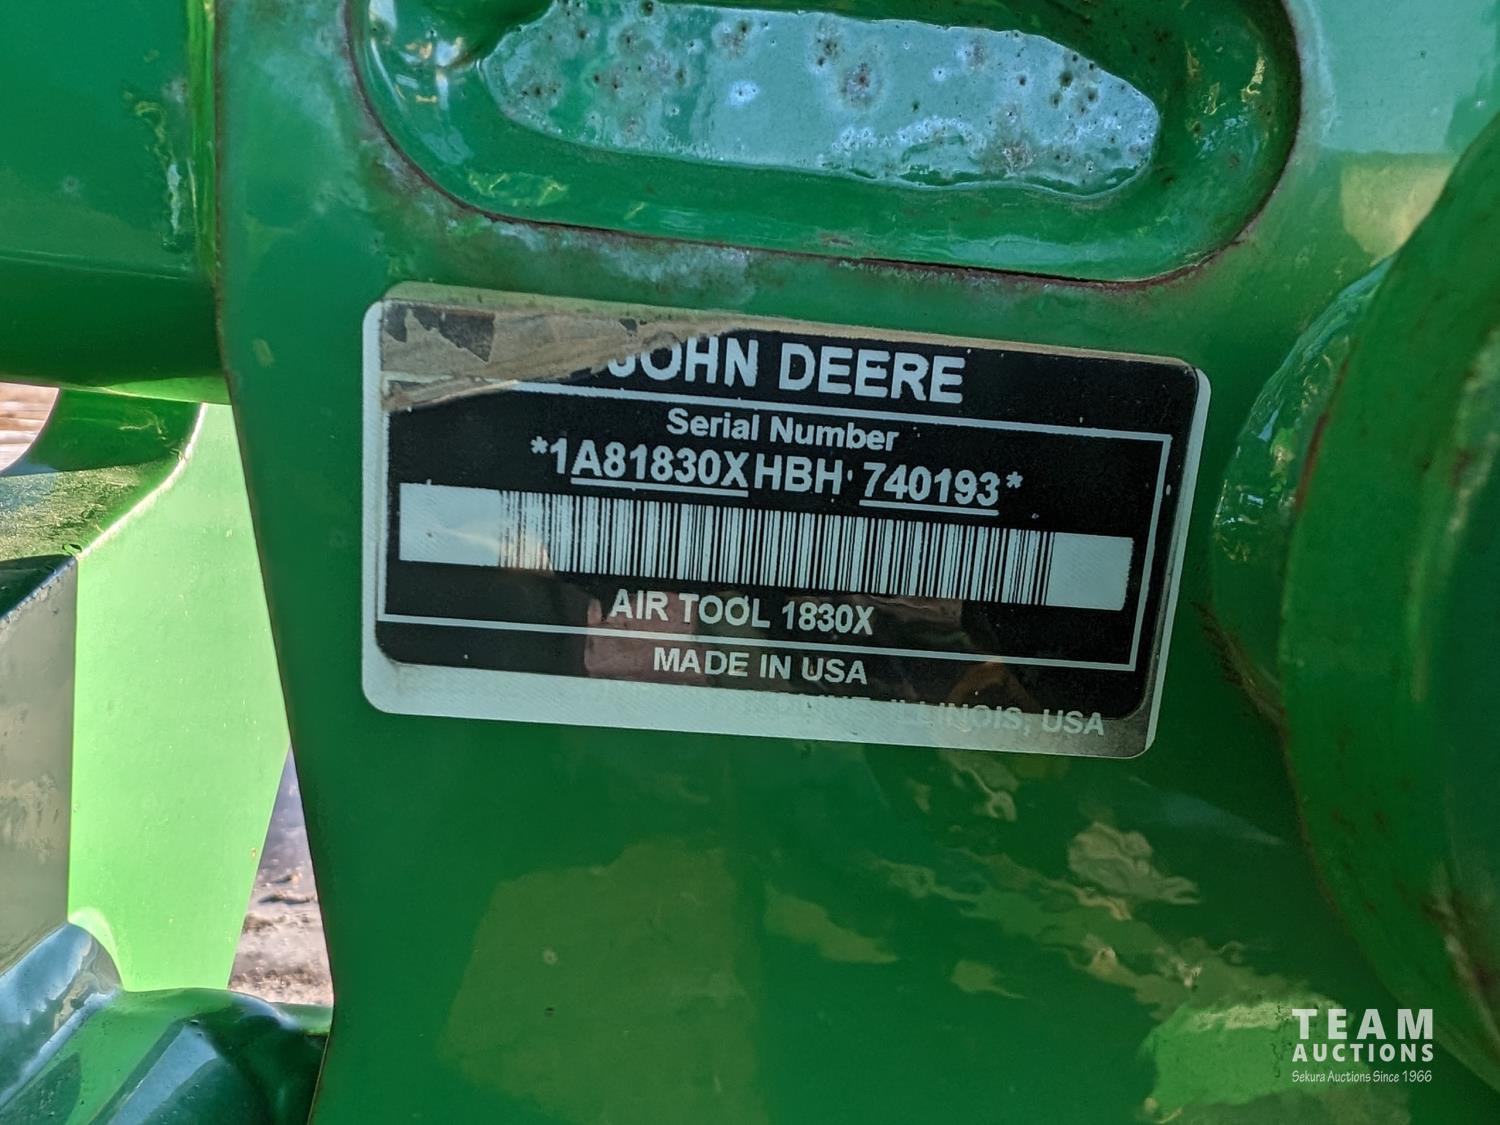 JOHN DEERE
Serial Number
*1A81830XHBH 740193*
AIR TOOL 1830X
MADE IN USA
ILLINOIS, USA
TEAM
AUCTIONS
Sekura Auctions Since 1966